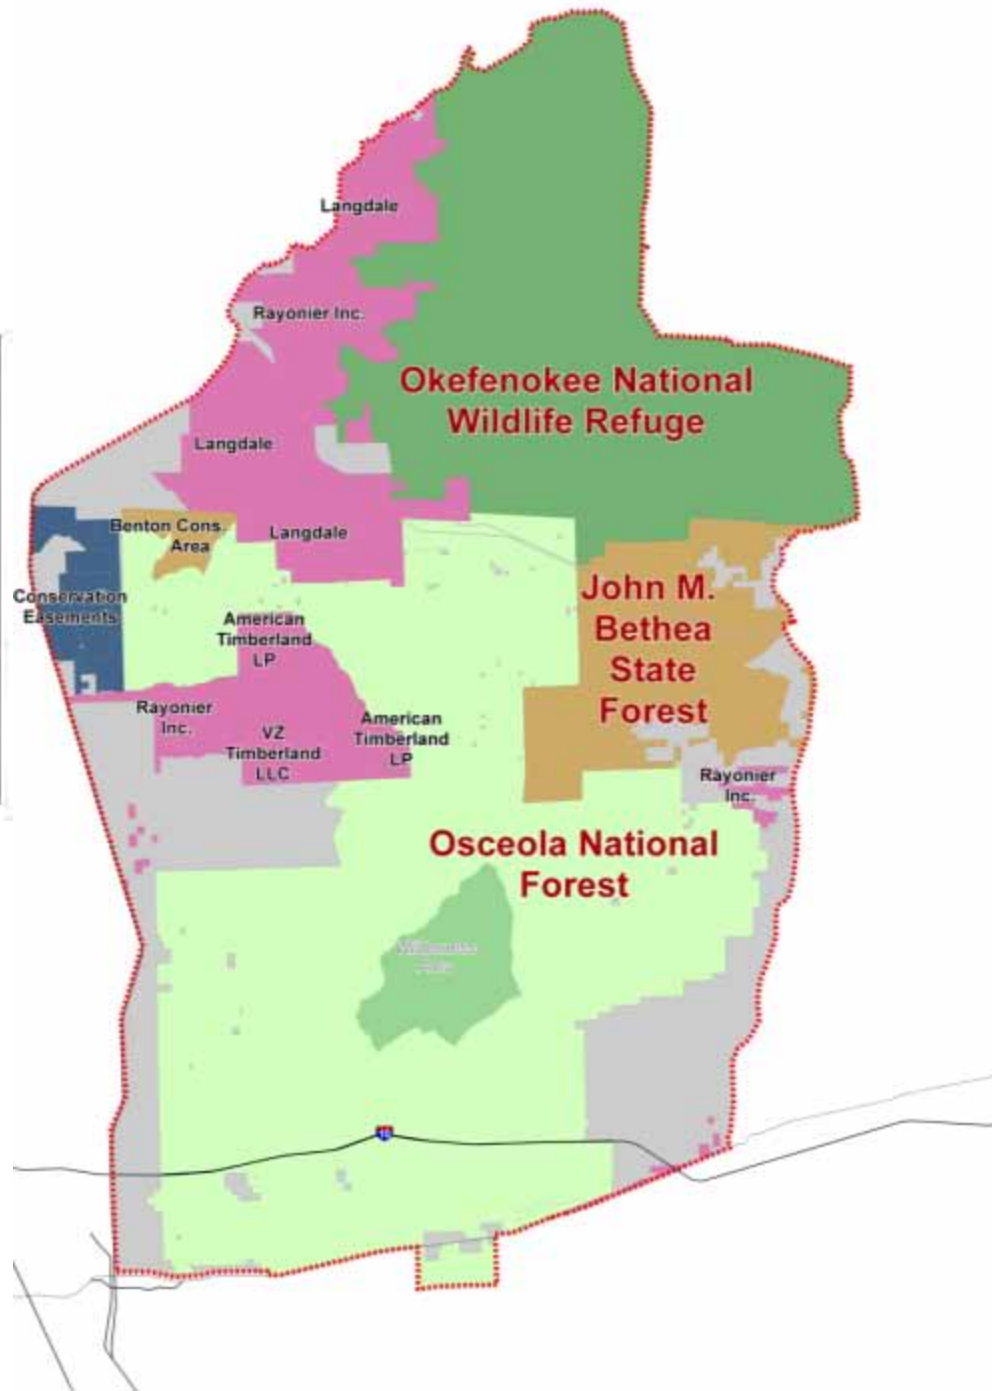 Langdale
Rayonier Inc.
Okefenokee National
Wildlife Refuge
Langdale
Benton Cons.
Area
Langdale
Conservation
Easements
John M.
Bethea
State
Forest
American
Timberland
LP
Rayonier
Inc.
VZ
Timberland
LLC
American
Timberland
LP
Rayonier
Inc.
Osceola National
Forest